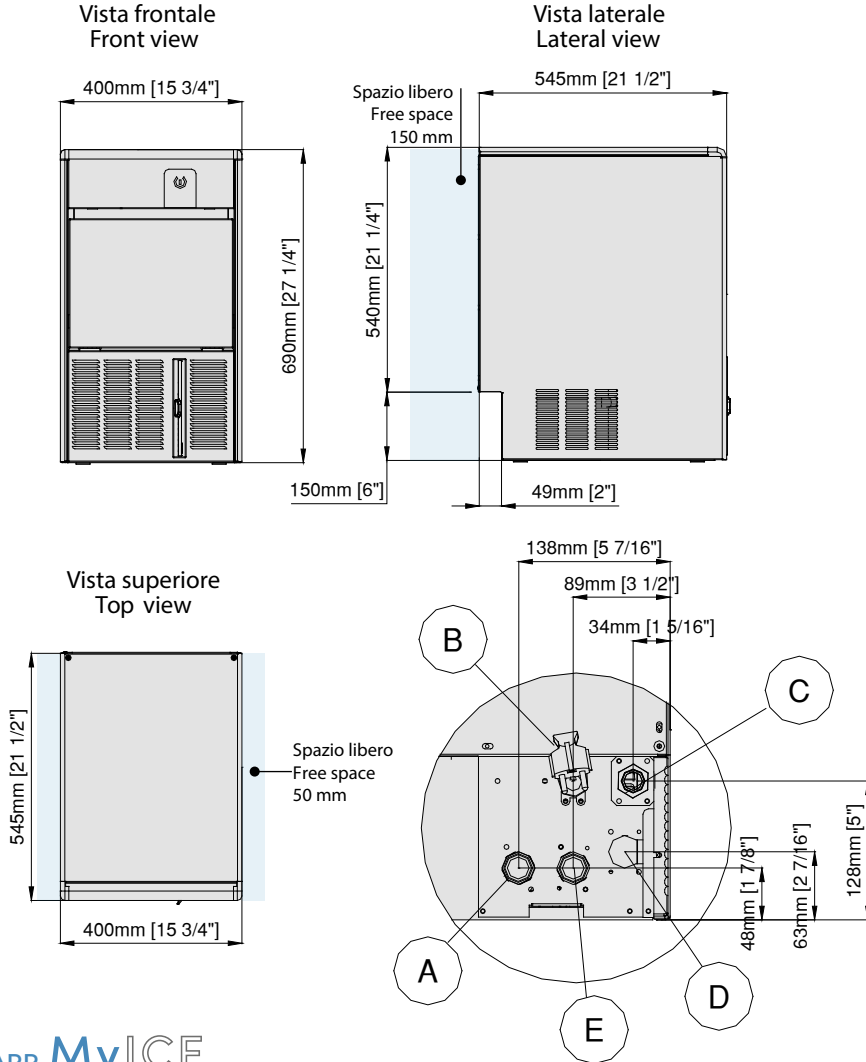 Vista frontale
Front view
400mm [15 3/4"]
690mm [27 1/4"]
Vista laterale
Lateral view
545mm [21 1/2"]
Spazio libero
Free space
150 mm
540mm [21 1/4"]
150mm [6"]
49mm [2"]
Vista superiore
Top view
545mm [21 1/2"]
400mm [15 3/4"]
Spazio libero
Free space
50 mm
138mm [5 7/16"]
89mm [3 1/2"]
34mm [1 5/16"]
B
C
A
E
D
48mm [1 7/8"]
63mm [2 7/16"]
128mm [5"]
MyICE